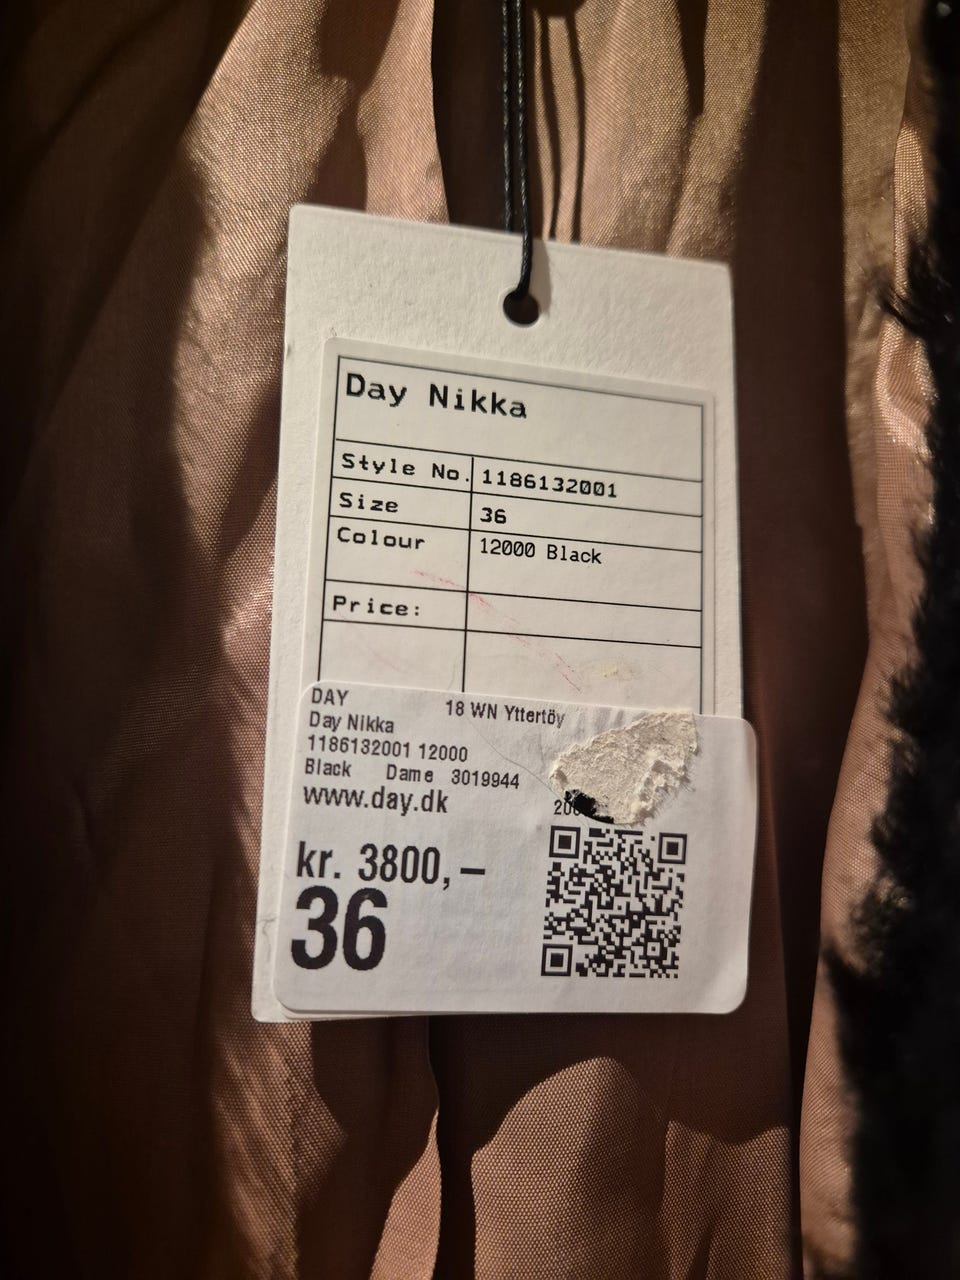 Day Nikka
Style No. 1186132001
Size 36
Colour 12000 Black
Price:
DAY 18 WN Yttertöy
Day Nikka
1186132001 12000
Black Dame 3019944
www.day.dk
kr. 3800,–
36